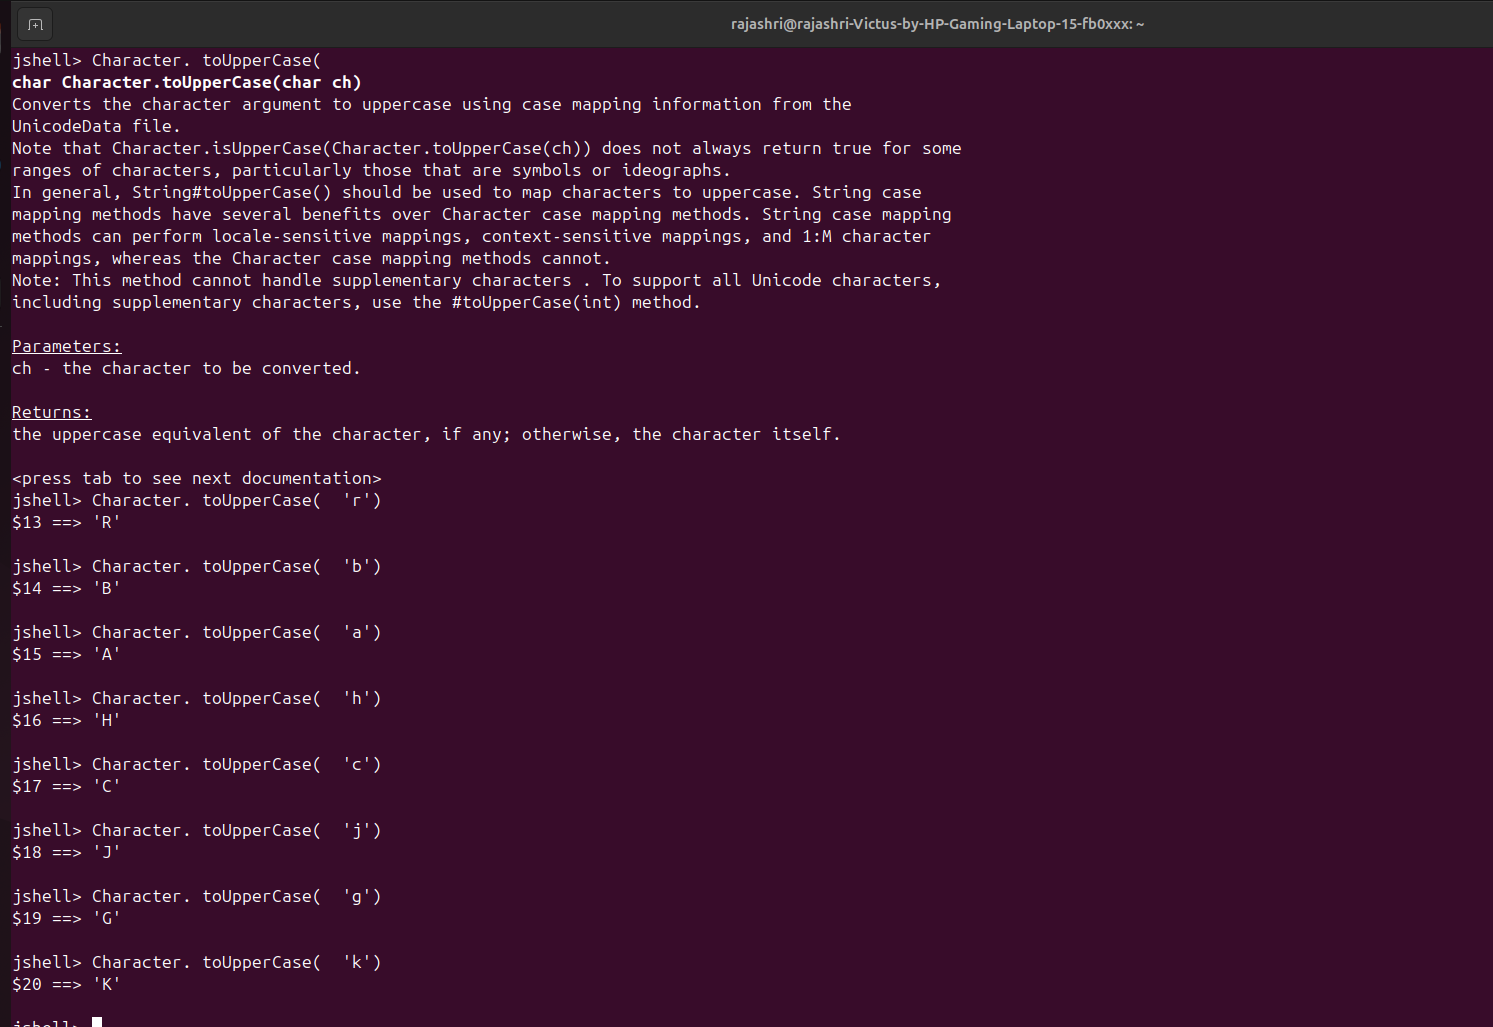 rajashri@rajashri-Victus-by-HP-Gaming-Laptop-15-fb0xxx: ~
jshell> Character. toUpperCase(
char Character.toUpperCase(char ch)
Converts the character argument to uppercase using case mapping information from the
UnicodeData file.
Note that Character.isUpperCase(Character.toUpperCase(ch)) does not always return true for some
ranges of characters, particularly those that are symbols or ideographs.
In general, String#toUpperCase() should be used to map characters to uppercase. String case
mapping methods have several benefits over Character case mapping methods. String case mapping
methods can perform locale-sensitive mappings, context-sensitive mappings, and 1:M character
mappings, whereas the Character case mapping methods cannot.
Note: This method cannot handle supplementary characters . To support all Unicode characters,
including supplementary characters, use the #toUpperCase(int) method.
Parameters:
ch - the character to be converted.
Returns:
the uppercase equivalent of the character, if any; otherwise, the character itself.
<press tab to see next documentation>
jshell> Character. toUpperCase(  'r')
$13 ==> 'R'
jshell> Character. toUpperCase(  'b')
$14 ==> 'B'
jshell> Character. toUpperCase(  'a')
$15 ==> 'A'
jshell> Character. toUpperCase(  'h')
$16 ==> 'H'
jshell> Character. toUpperCase(  'c')
$17 ==> 'C'
jshell> Character. toUpperCase(  'j')
$18 ==> 'J'
jshell> Character. toUpperCase(  'g')
$19 ==> 'G'
jshell> Character. toUpperCase(  'k')
$20 ==> 'K'
jshell>